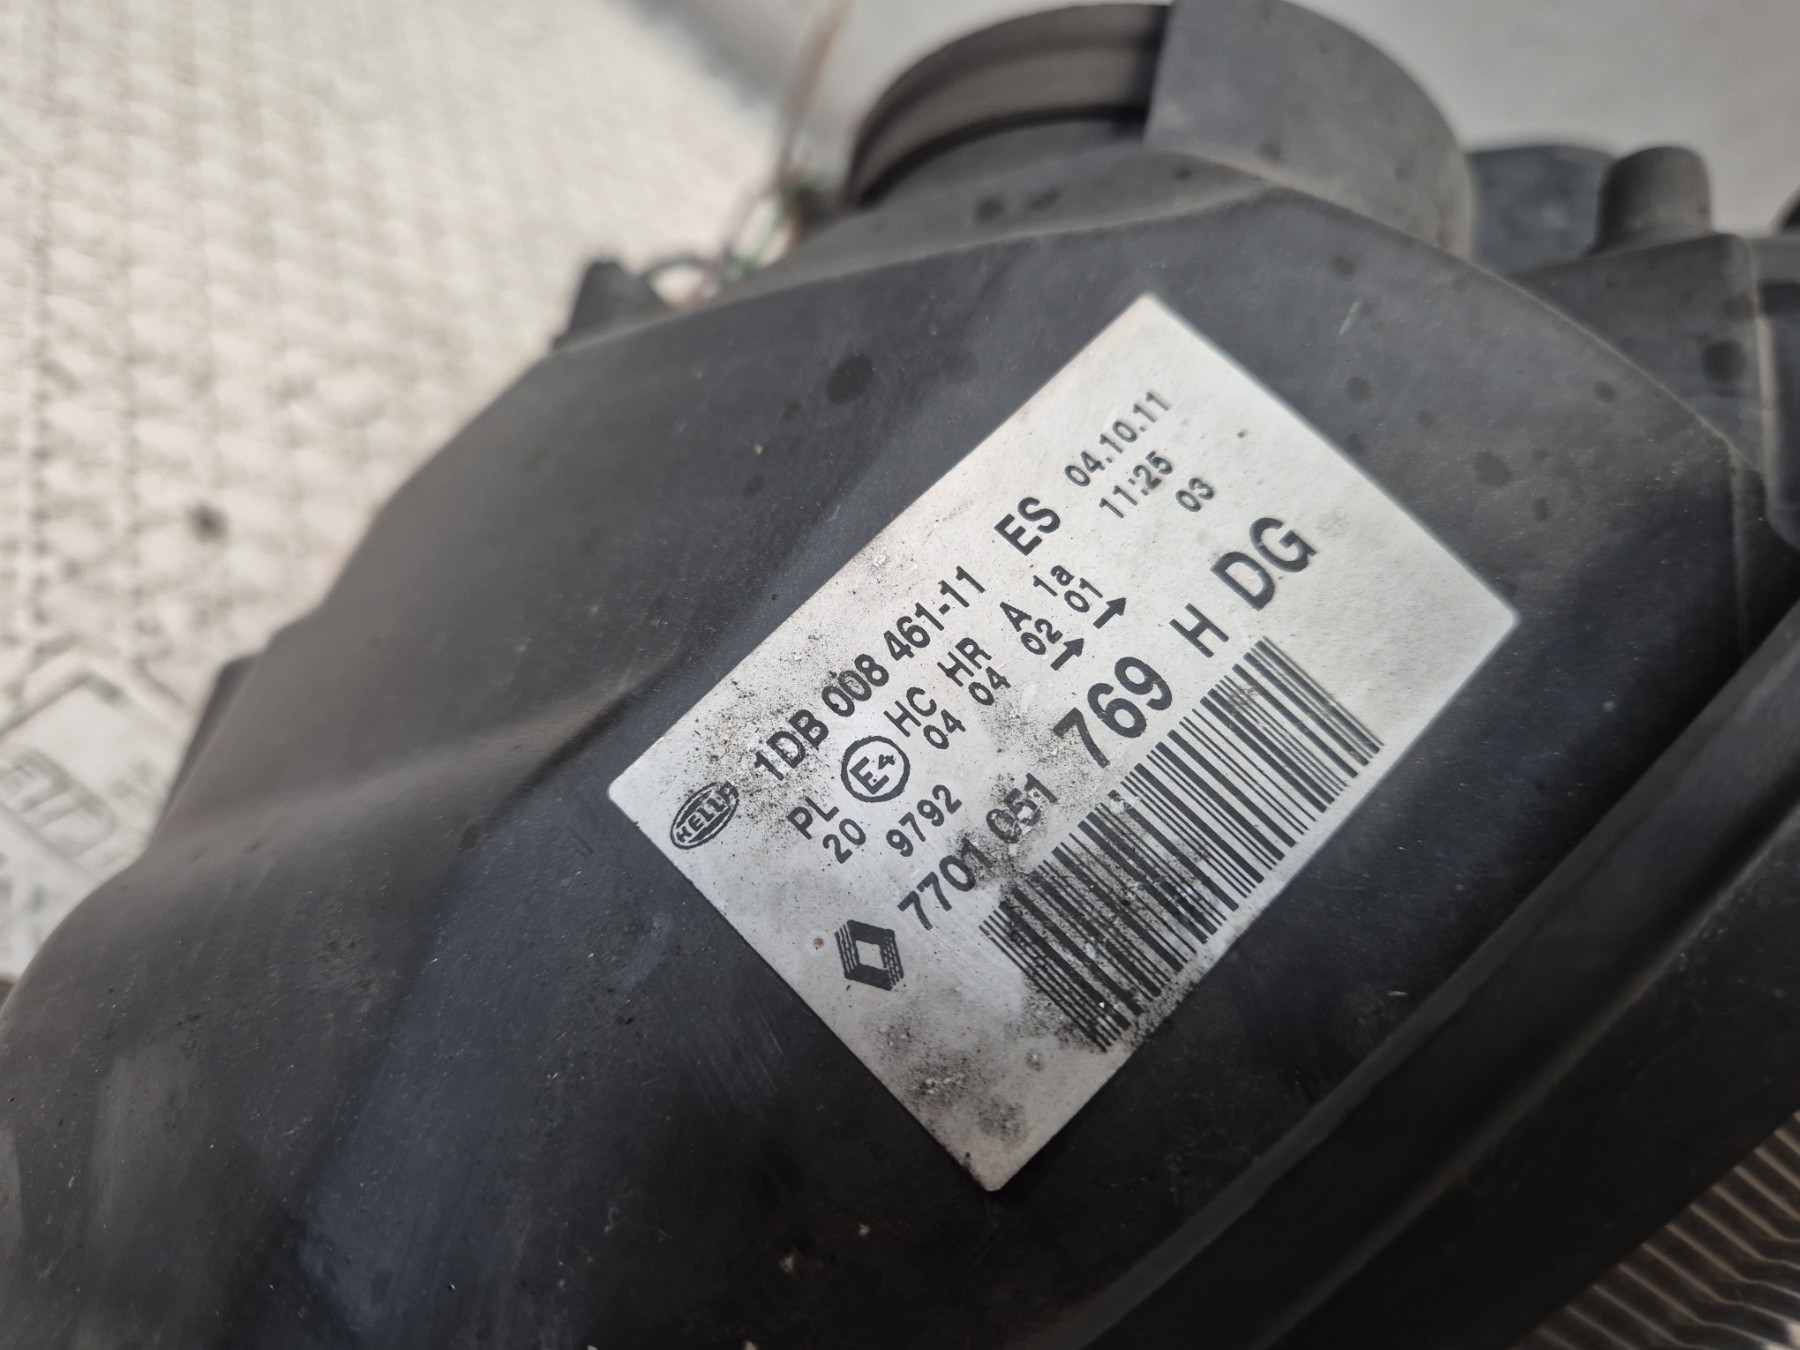 HELLA 1DB 008 461-11 ES 04.10.11
11:25
PL E4 HC HR A 1a 03
20 04 04 02 01
9792 → →
7701 051 769 H DG